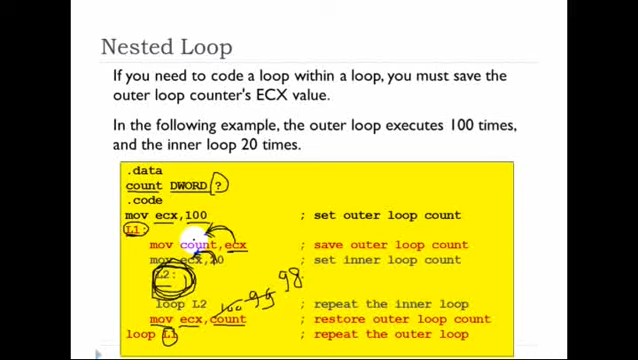 Nested Loop
If you need to code a loop within a loop, you must save the
outer loop counter's ECX value.
In the following example, the outer loop executes 100 times,
and the inner loop 20 times.
.data
count DWORD ?
.code
mov ecx,100 ; set outer loop count
L1:
mov count,ecx ; save outer loop count
mov ecx,20 ; set inner loop count
L2:
loop L2 ; repeat the inner loop
mov ecx,count ; restore outer loop count
loop L1 ; repeat the outer loop
100 99 98